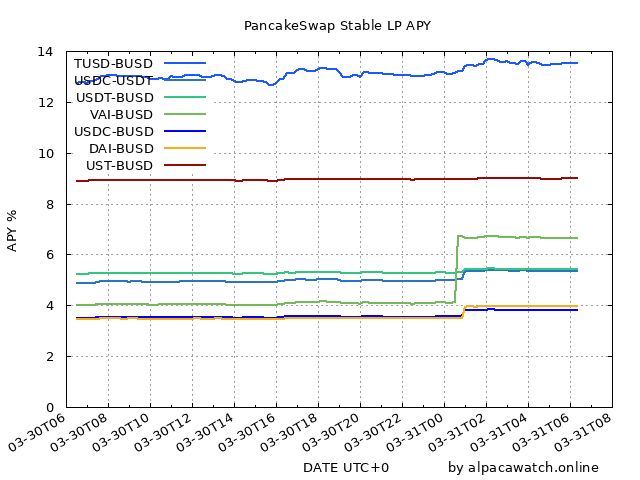 PancakeSwap Stable LP APY
APY %
14
12
10
8
6
4
2
0
TUSD-BUSD
USDC-USDT
USDT-BUSD
VAI-BUSD
USDC-BUSD
DAI-BUSD
UST-BUSD
03-30T06
03-30T08
03-30T10
03-30T12
03-30T14
03-30T16
03-30T18
03-30T20
03-30T22
03-31T00
03-31T02
03-31T04
03-31T06
03-31T08
DATE UTC+0
by alpacawatch.online